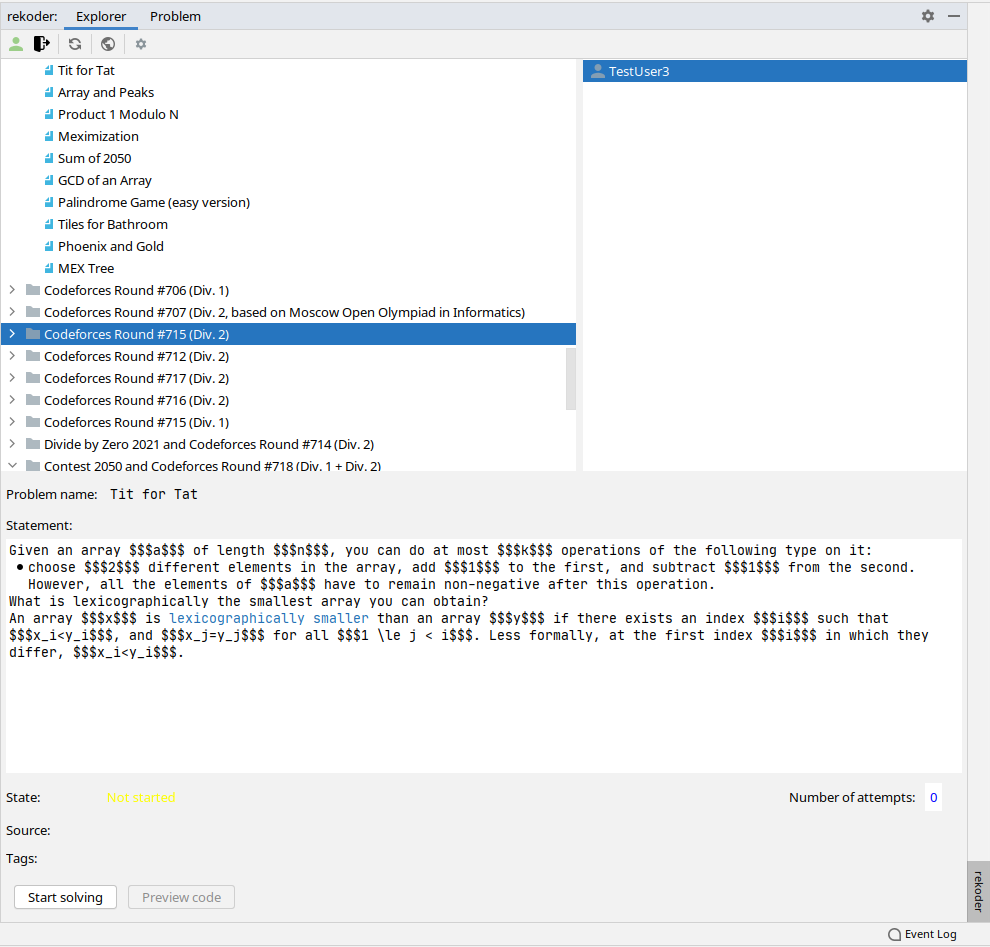 rekoder: Explorer Problem
Tit for Tat
Array and Peaks
Product 1 Modulo N
Meximization
Sum of 2050
GCD of an Array
Palindrome Game (easy version)
Tiles for Bathroom
Phoenix and Gold
MEX Tree
Codeforces Round #706 (Div. 1)
Codeforces Round #707 (Div. 2, based on Moscow Open Olympiad in Informatics)
Codeforces Round #715 (Div. 2)
Codeforces Round #712 (Div. 2)
Codeforces Round #717 (Div. 2)
Codeforces Round #716 (Div. 2)
Codeforces Round #715 (Div. 1)
Divide by Zero 2021 and Codeforces Round #714 (Div. 2)
Contest 2050 and Codeforces Round #718 (Div. 1 + Div. 2)
TestUser3
Problem name: Tit for Tat
Statement:
Given an array $$$a$$$ of length $$$n$$$, you can do at most $$$k$$$ operations of the following type on it:
• choose $$$2$$$ different elements in the array, add $$$1$$$ to the first, and subtract $$$1$$$ from the second.
However, all the elements of $$$a$$$ have to remain non-negative after this operation.
What is lexicographically the smallest array you can obtain?
An array $$$x$$$ is lexicographically smaller than an array $$$y$$$ if there exists an index $$$i$$$ such that
$$$x_i<y_i$$$, and $$$x_j=y_j$$$ for all $$$1 \le j < i$$$. Less formally, at the first index $$$i$$$ in which they
differ, $$$x_i<y_i$$$.
State: Not started
Number of attempts: 0
Source:
Tags:
Start solving Preview code
rekoder
Event Log